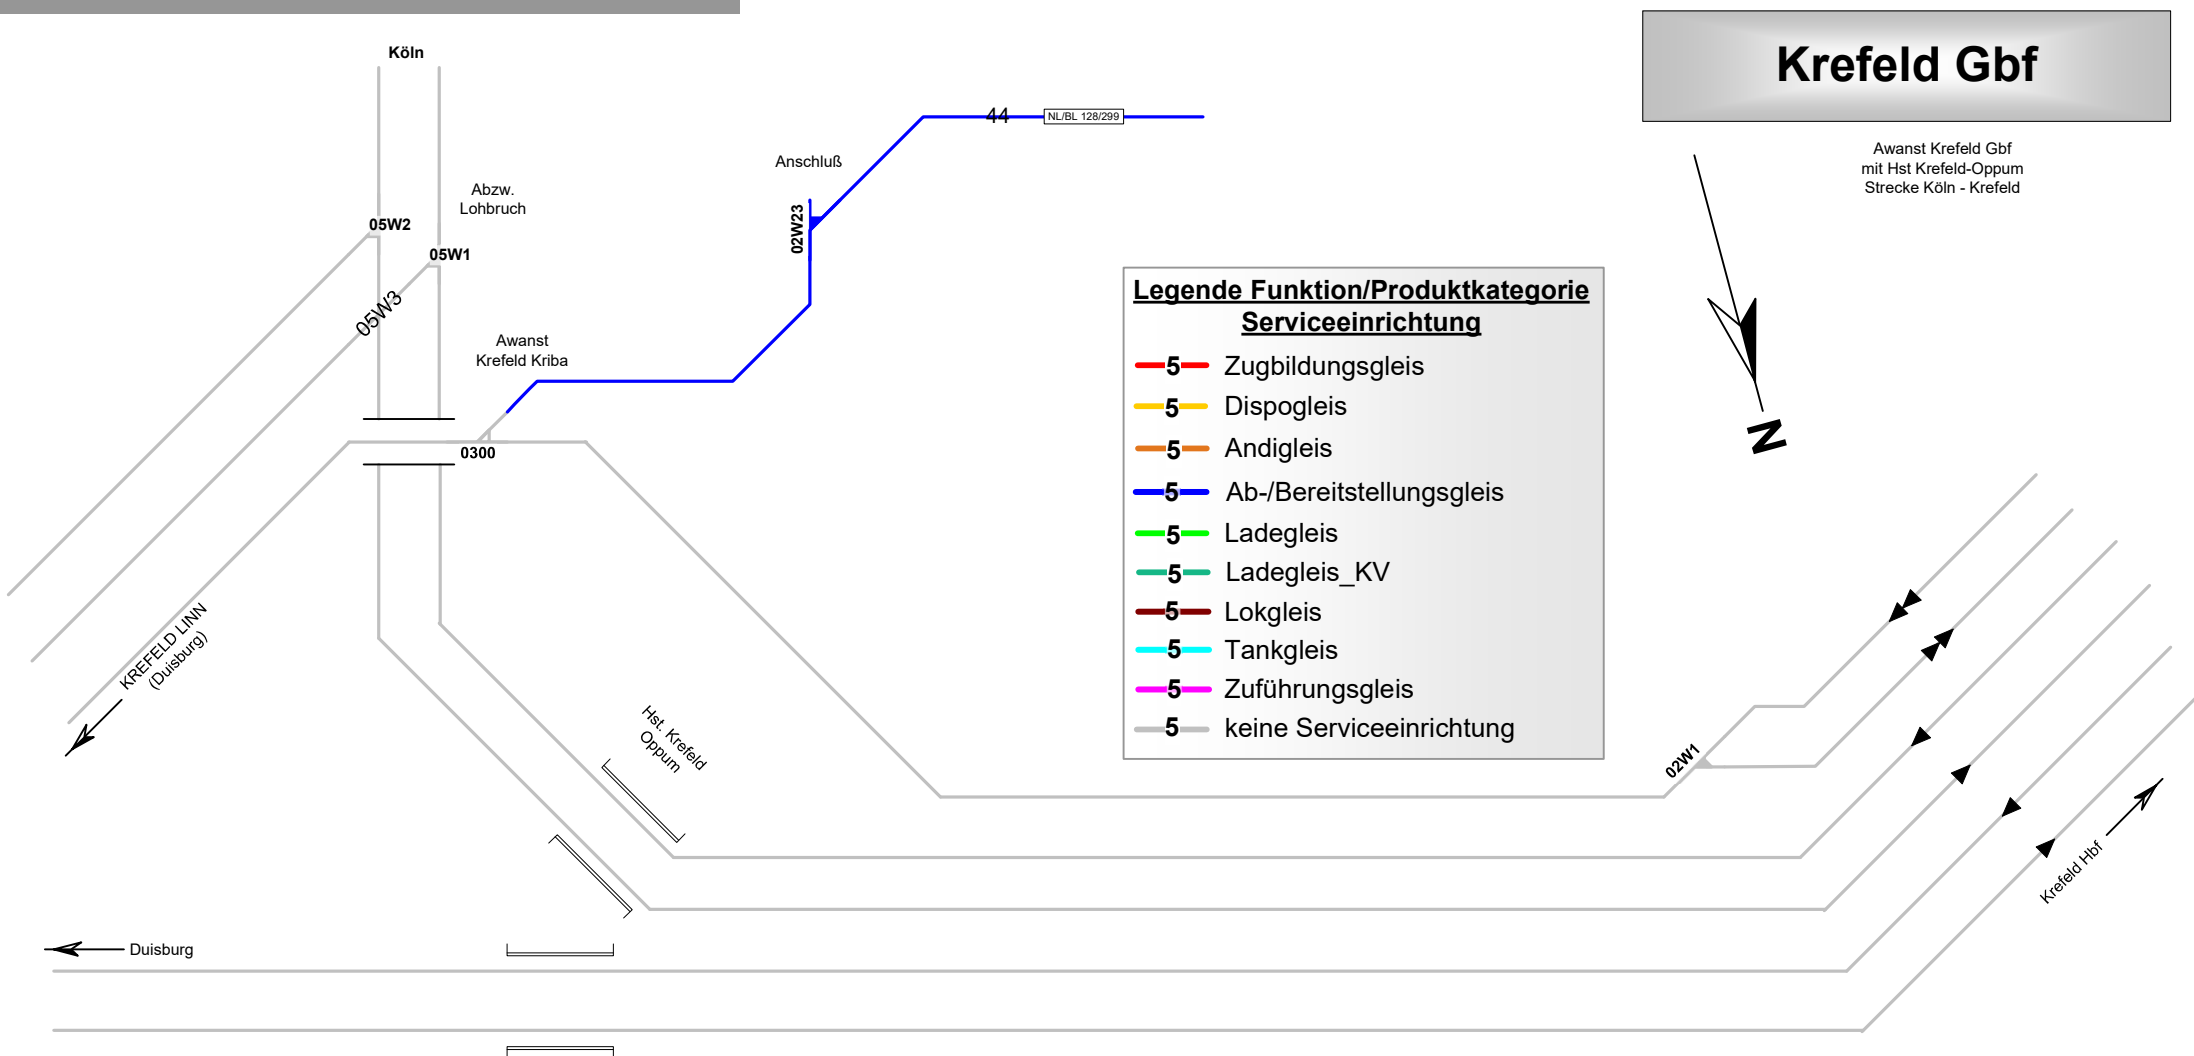 Krefeld Gbf
Awanst Krefeld Gbf
mit Hst Krefeld-Oppum
Strecke Köln - Krefeld
Köln
44
NL/BL 128/299
Anschluß
Abzw.
Lohbruch
05W2
02W23
05W1
05W3
Awanst
Krefeld Kriba
0300
Legende Funktion/Produktkategorie
Serviceeinrichtung
5 Zugbildungsgleis
5 Dispogleis
5 Andigleis
5 Ab-/Bereitstellungsgleis
5 Ladegleis
5 Ladegleis_KV
5 Lokgleis
5 Tankgleis
5 Zuführungsgleis
5 keine Serviceeinrichtung
N
KREFELD LINN
(Duisburg)
Hst. Krefeld
Oppum
02W1
Krefeld Hbf
Duisburg